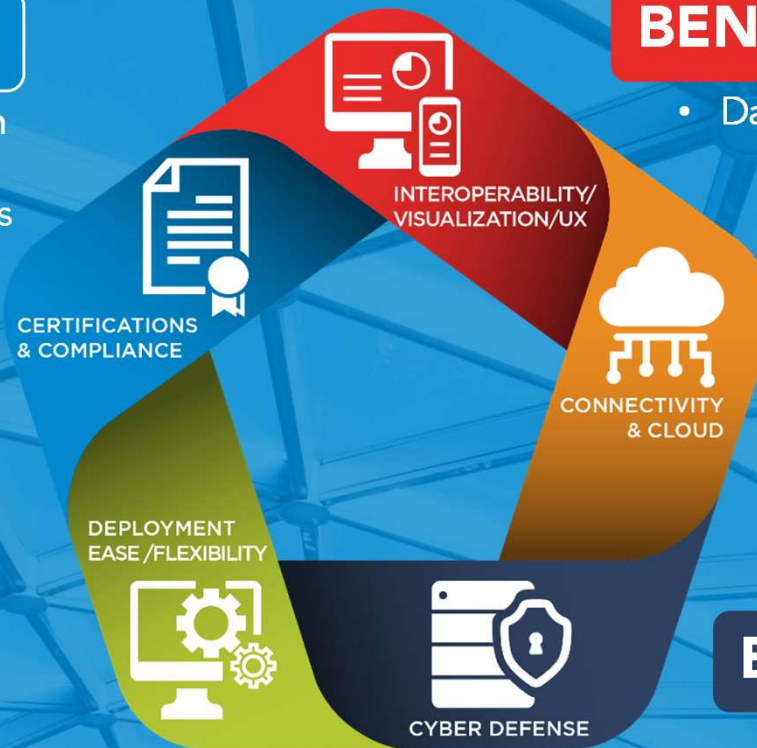 BEN
• Da
INTEROPERABILITY/
VISUALIZATION/UX
CERTIFICATIONS
& COMPLIANCE
CONNECTIVITY
& CLOUD
DEPLOYMENT
EASE /FLEXIBILITY
CYBER DEFENSE